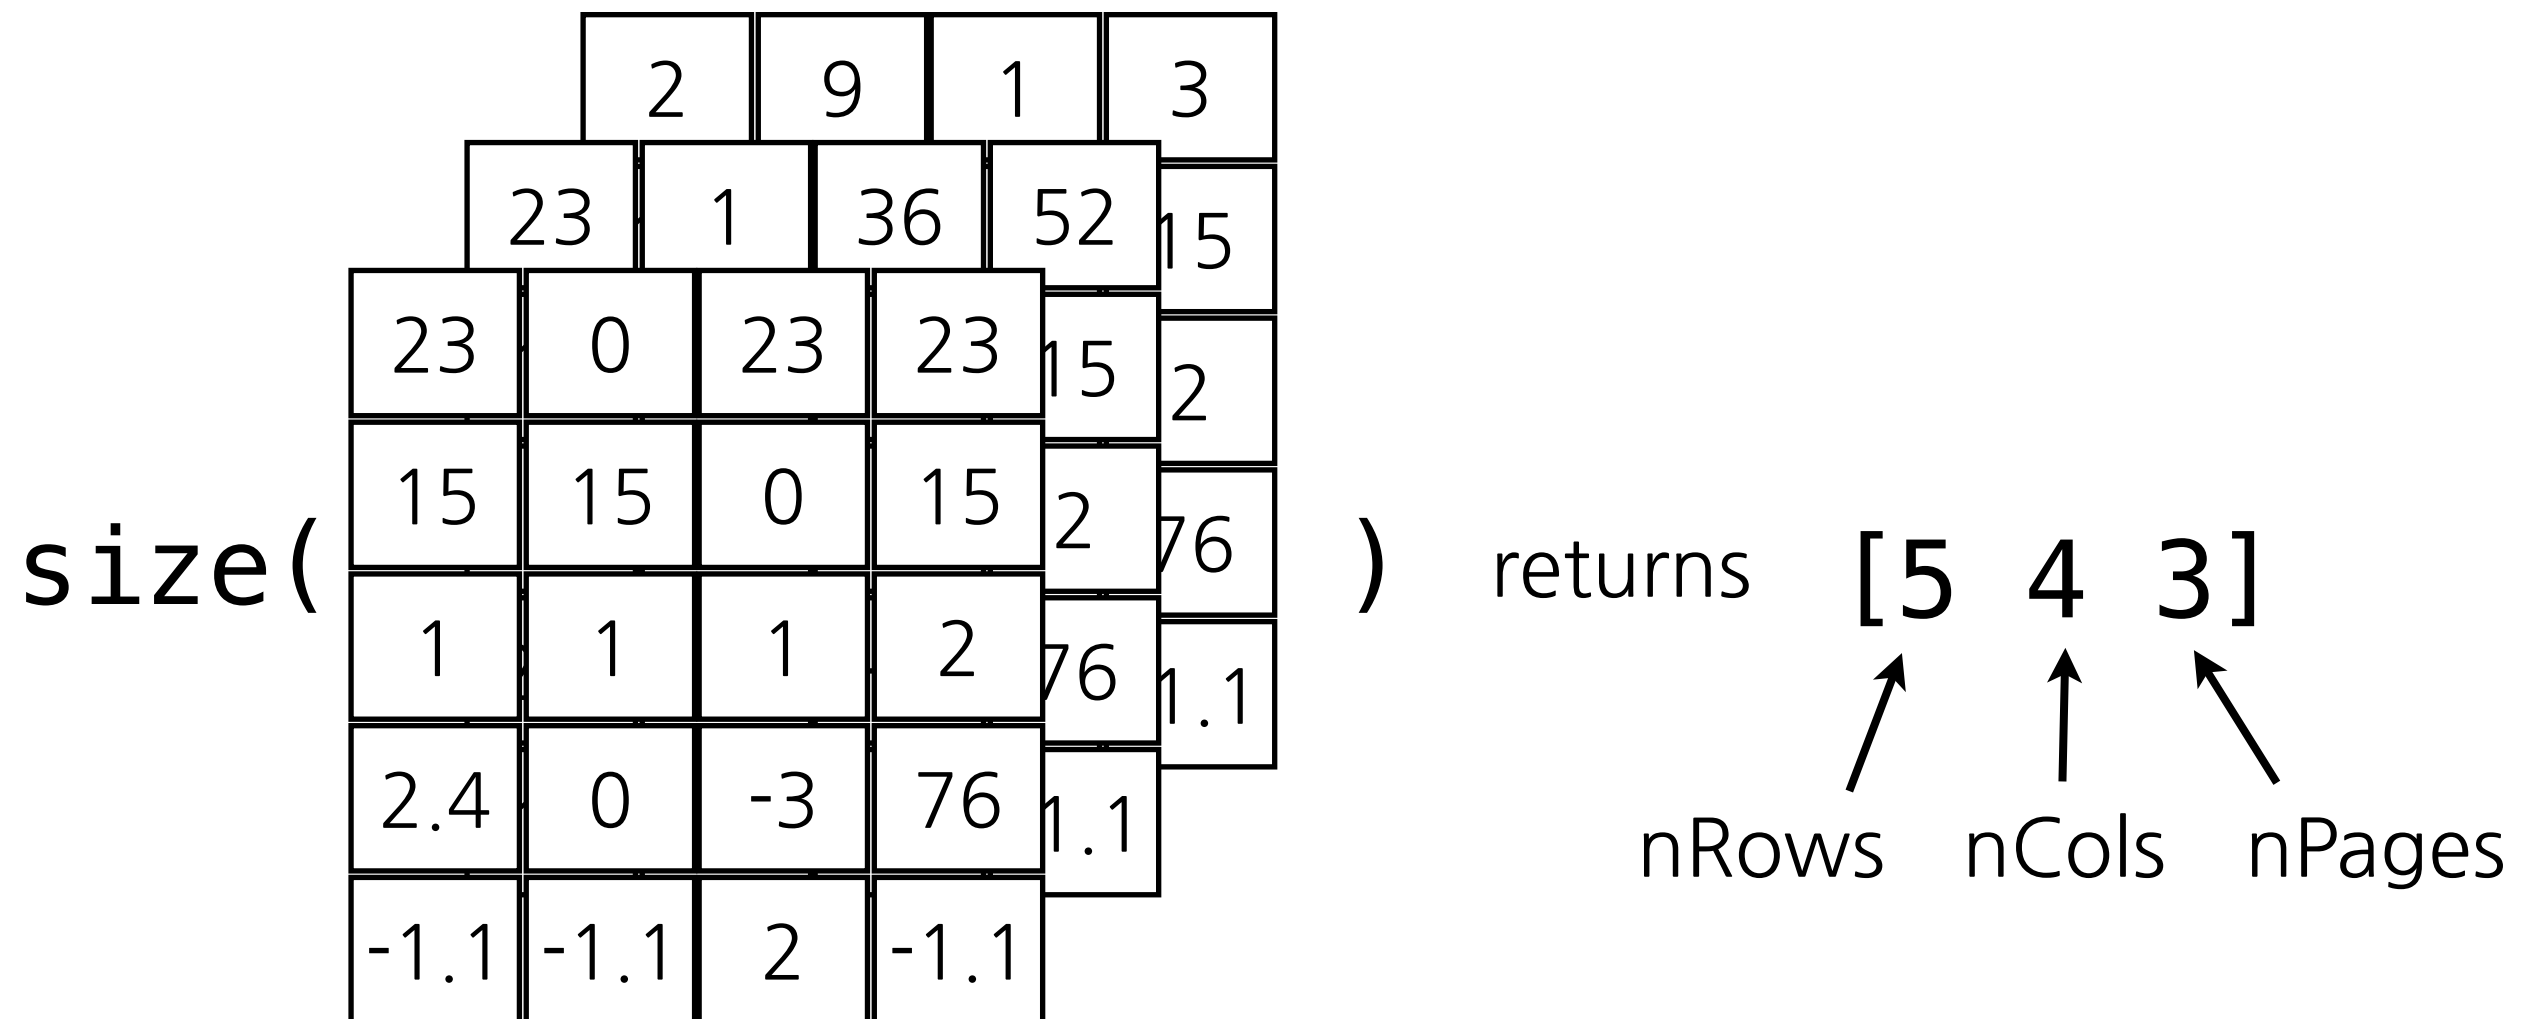 2 9 1 3
23 1 36 52 15
23 0 23 23 15 2
15 15 0 15 2 76
size( ) returns [5 4 3]
1 1 1 2 76 1.1
2.4 0 -3 76 1.1
nRows nCols nPages
-1.1 -1.1 2 -1.1